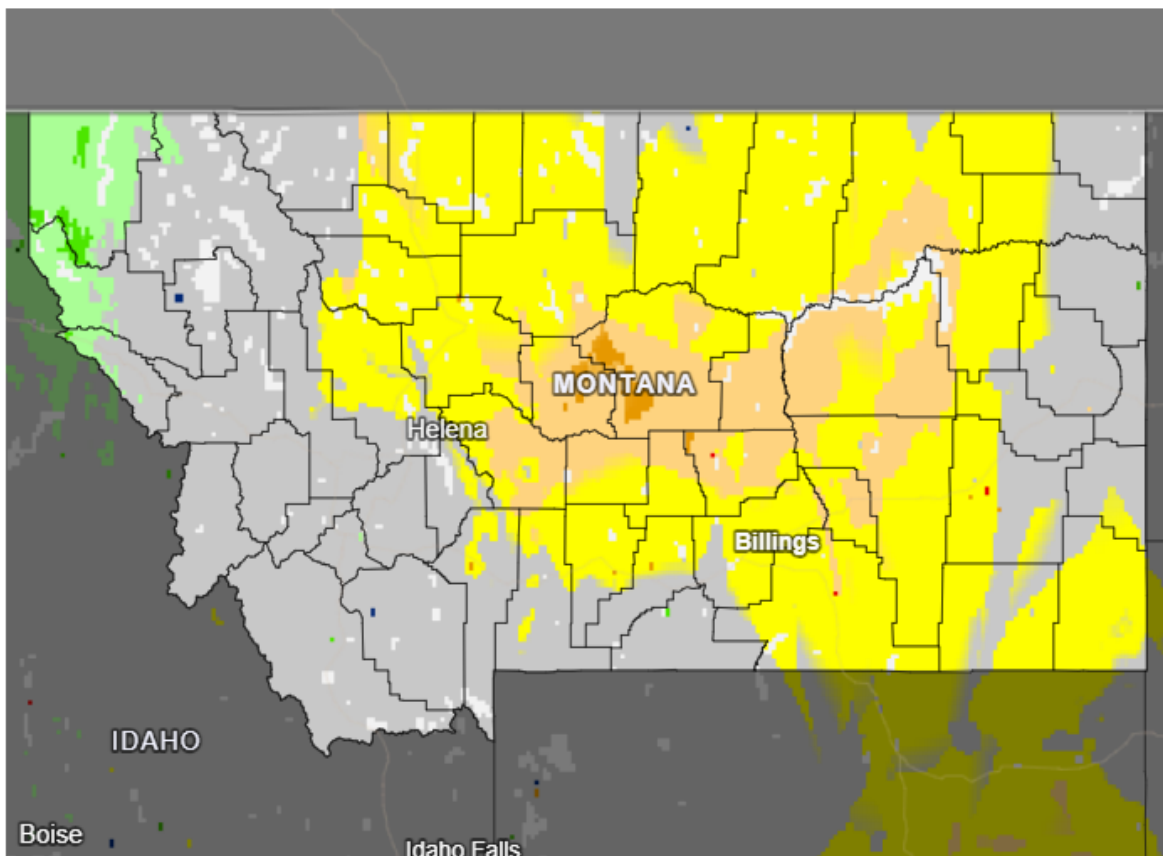 MONTANA
Helena
Billings
IDAHO
Boise
Idaho Falls